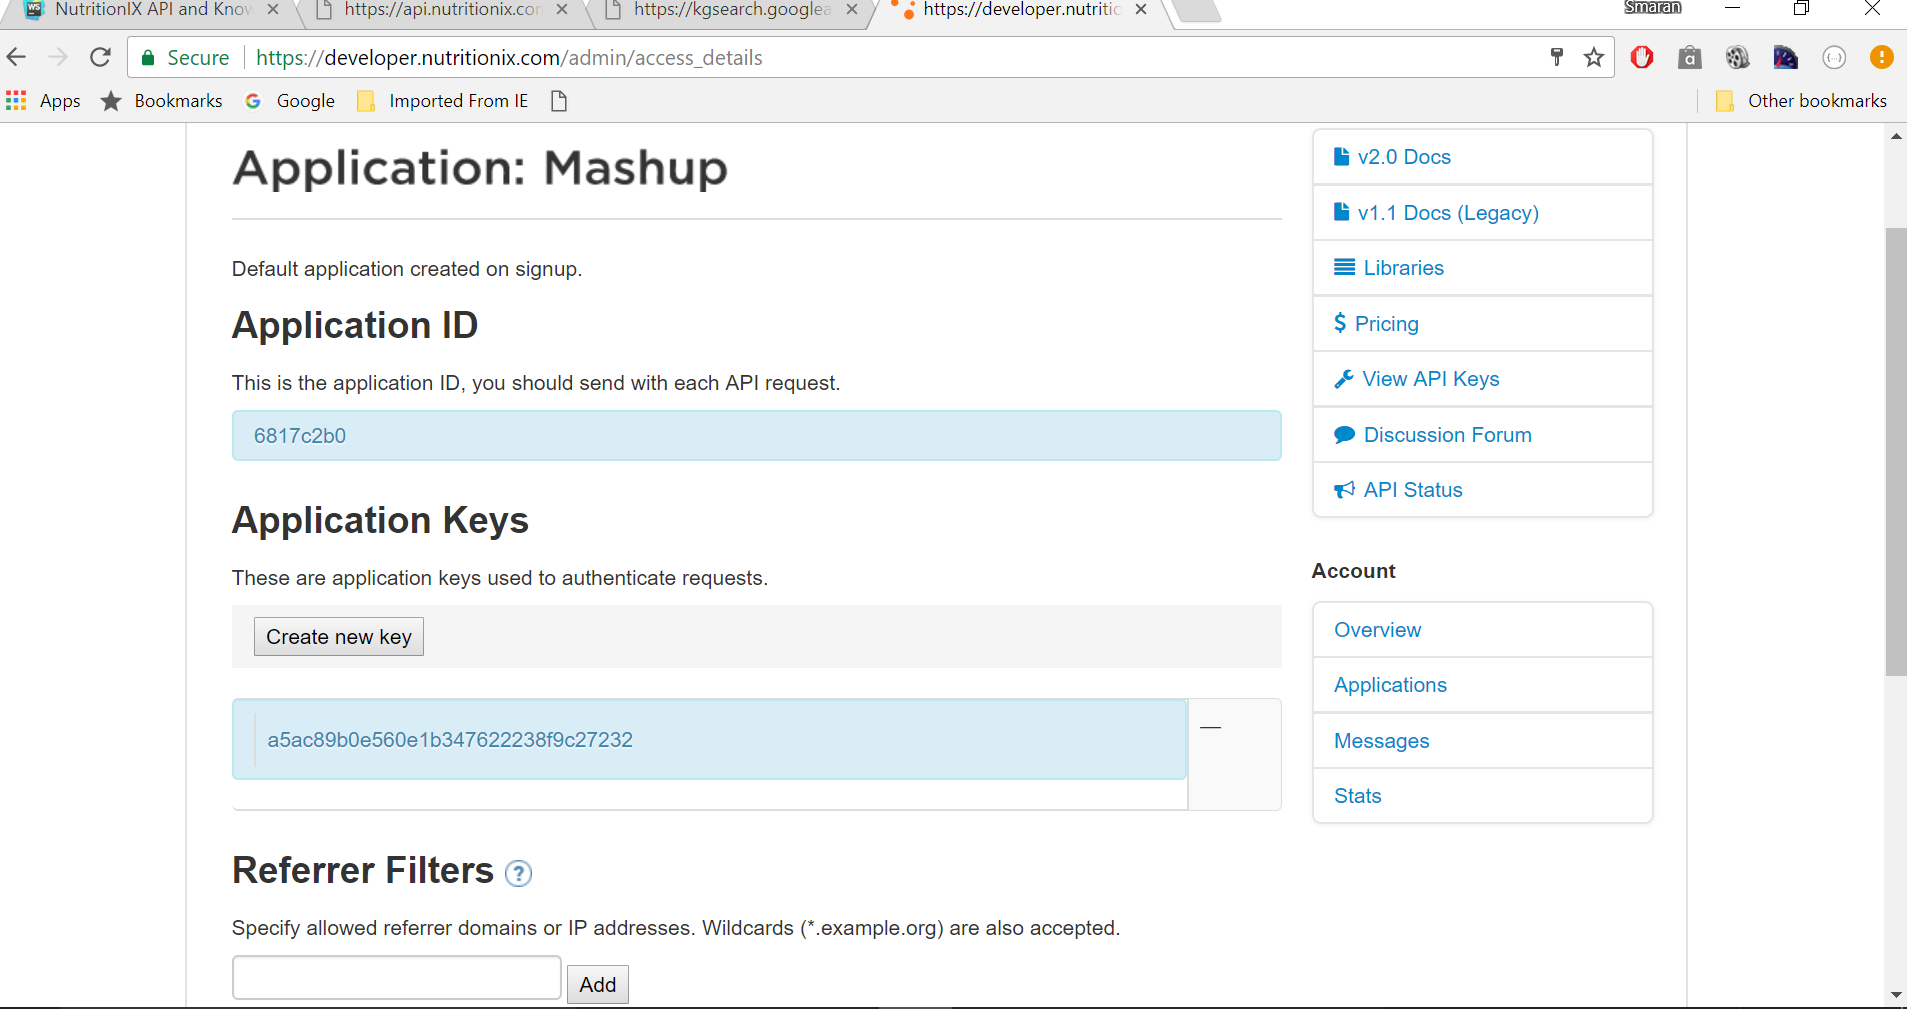 NutritionIX API and Know
https://api.nutritionix.con
https://kgsearch.googlea
https://developer.nutritio
Smaran
Secure
https://developer.nutritionix.com/admin/access_details
Apps
Bookmarks
Google
Imported From IE
Other bookmarks
Application: Mashup
Default application created on signup.
Application ID
This is the application ID, you should send with each API request.
6817c2b0
Application Keys
These are application keys used to authenticate requests.
Create new key
a5ac89b0e560e1b347622238f9c27232
—
Referrer Filters ?
Specify allowed referrer domains or IP addresses. Wildcards (*.example.org) are also accepted.
Add
v2.0 Docs
v1.1 Docs (Legacy)
Libraries
$ Pricing
View API Keys
Discussion Forum
API Status
Account
Overview
Applications
Messages
Stats